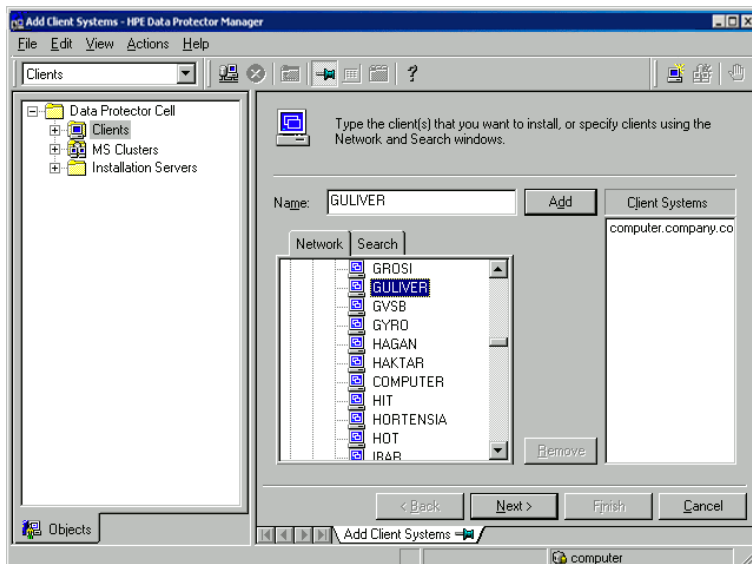 Add Client Systems - HPE Data Protector Manager
File Edit View Actions Help
Clients
Data Protector Cell
Clients
MS Clusters
Installation Servers
Type the client(s) that you want to install, or specify clients using the
Network and Search windows.
Name: GULIVER Add Client Systems
computer.company.co
Network Search
GROSI
GULIVER
GVSB
GYRO
HAGAN
HAKTAR
COMPUTER
HIT
HORTENSIA
HOT
IBAR
Remove
< Back Next > Finish Cancel
Objects
Add Client Systems
computer